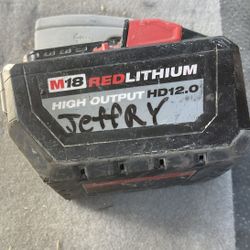 M18 REDLITHIUM
HIGH OUTPUT HD12.0
JeffRY